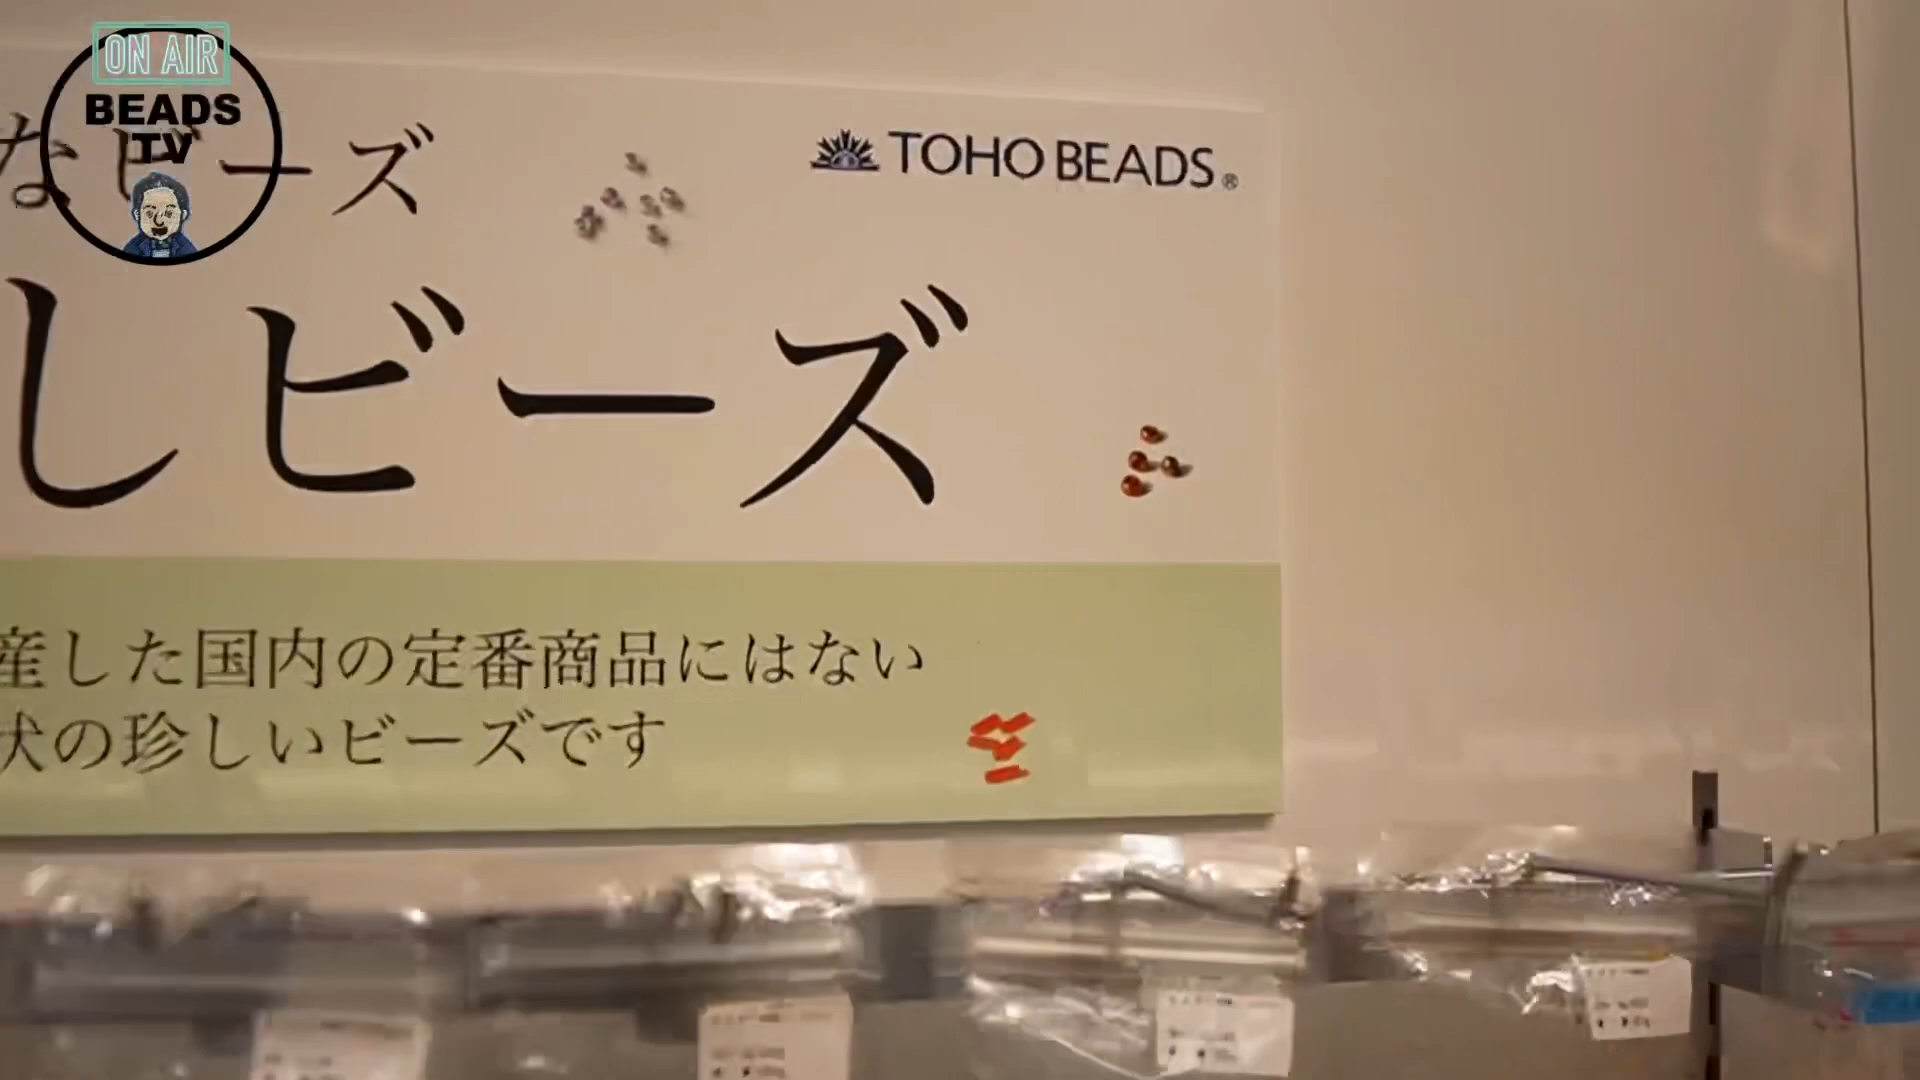 ON AIR
BEADS
TV
なビーズ
TOHO BEADS®
しビーズ
産した国内の定番商品にはない
状の珍しいビーズです